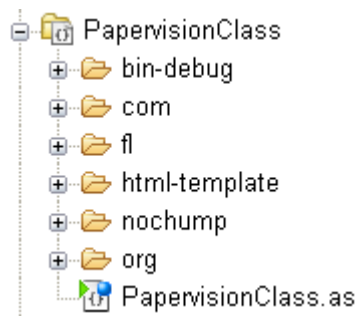 PapervisionClass
bin-debug
com
fl
html-template
nochump
org
PapervisionClass.as